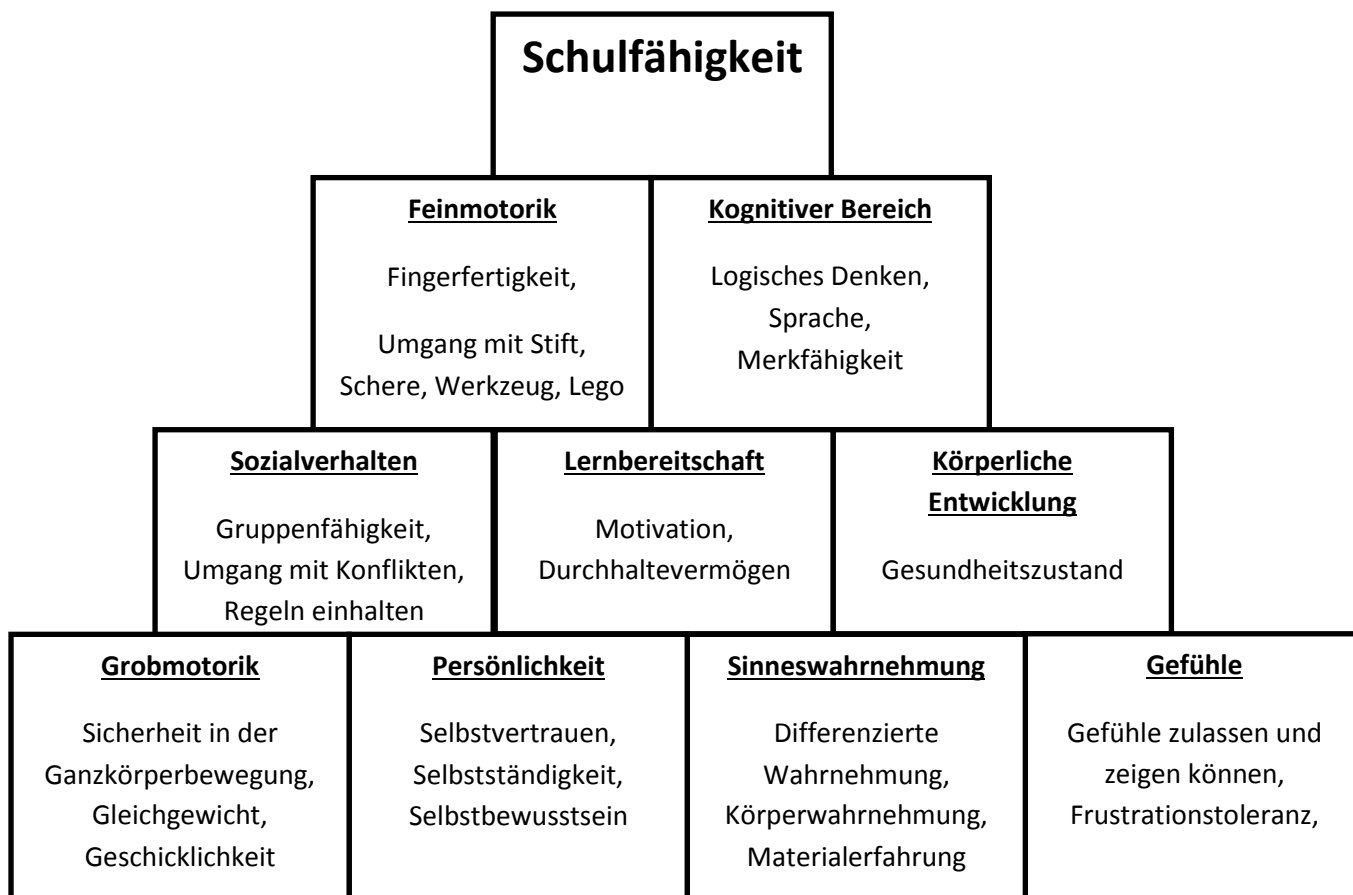 Schulfähigkeit
Feinmotorik
Fingerfertigkeit,
Umgang mit Stift,
Schere, Werkzeug, Lego
Kognitiver Bereich
Logisches Denken,
Sprache,
Merkfähigkeit
Sozialverhalten
Gruppenfähigkeit,
Umgang mit Konflikten,
Regeln einhalten
Lernbereitschaft
Motivation,
Durchhaltevermögen
Körperliche
Entwicklung
Gesundheitszustand
Grobmotorik
Sicherheit in der
Ganzkörperbewegung,
Gleichgewicht,
Geschicklichkeit
Persönlichkeit
Selbstvertrauen,
Selbstständigkeit,
Selbstbewusstsein
Sinneswahrnehmung
Differenzierte
Wahrnehmung,
Körperwahrnehmung,
Materialerfahrung
Gefühle
Gefühle zulassen und
zeigen können,
Frustrationstoleranz,